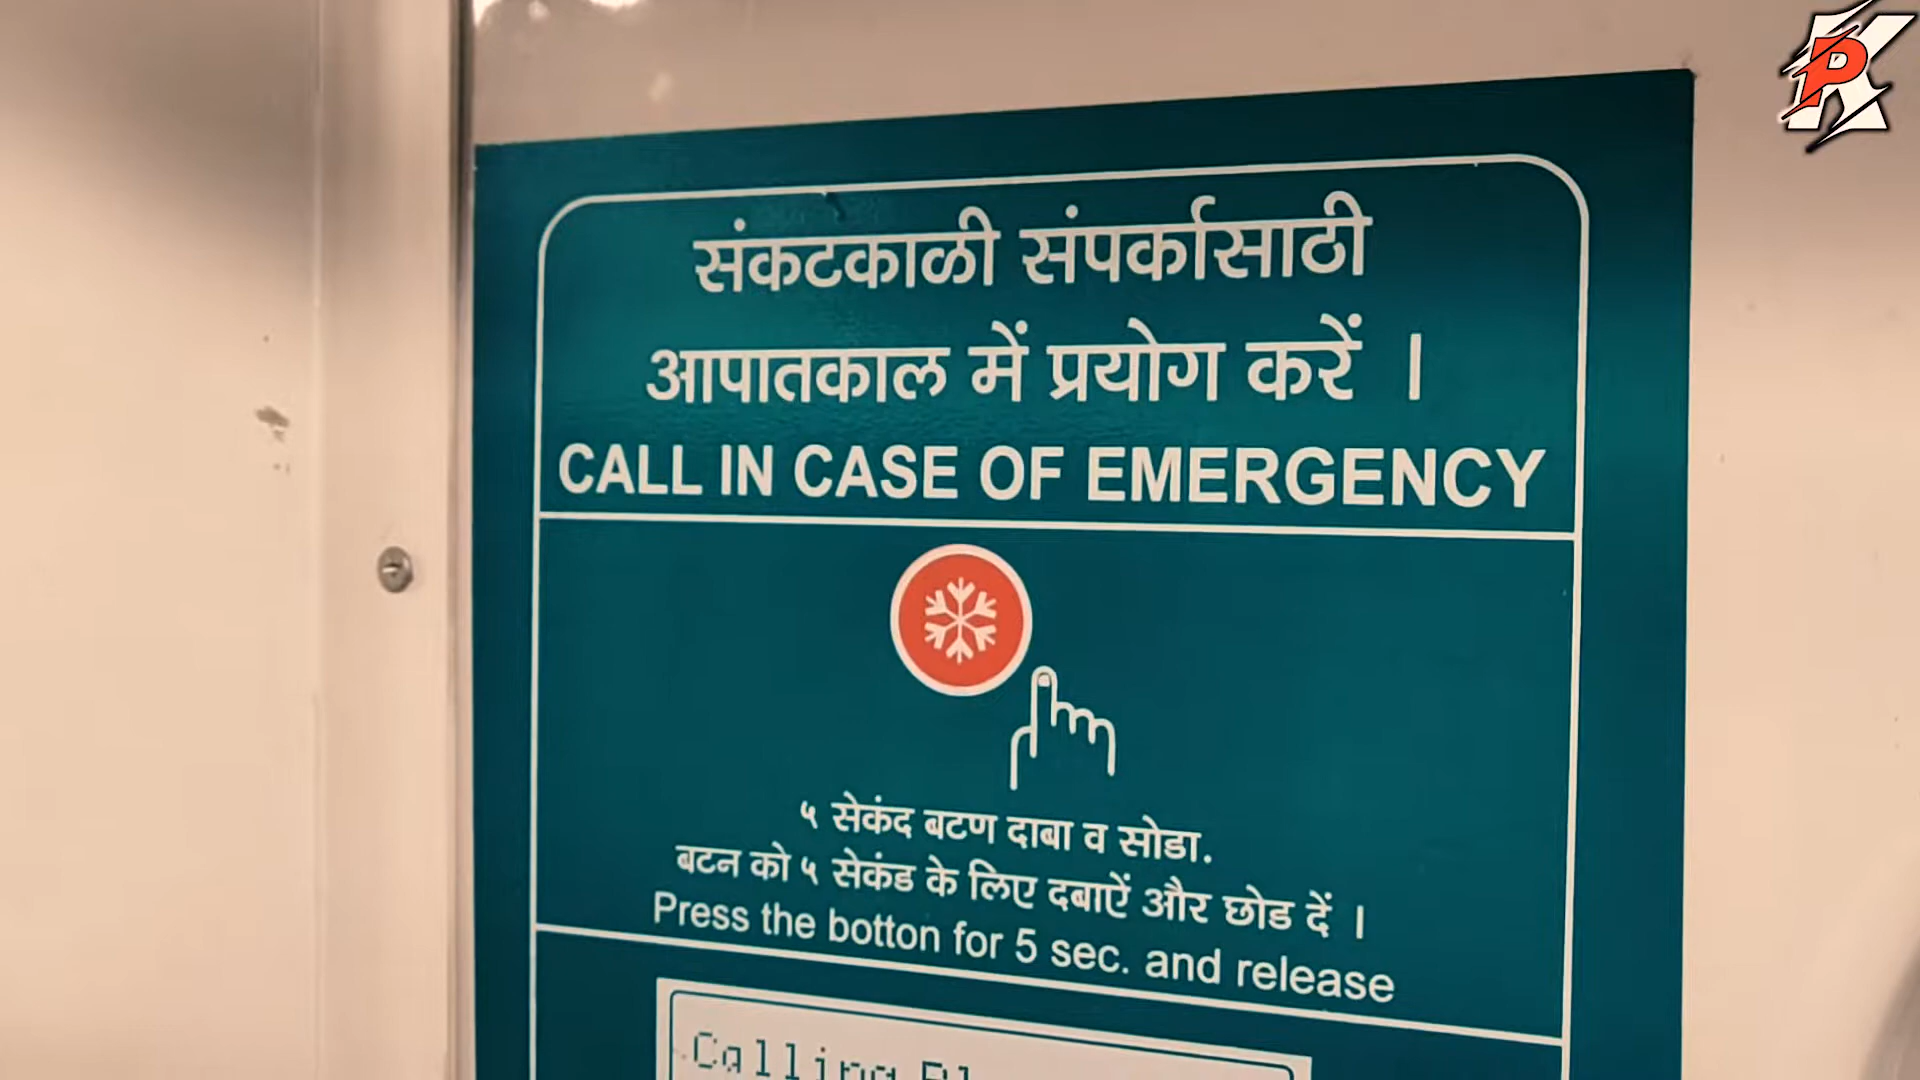 संकटकाळी संपर्कासाठी
आपातकाल में प्रयोग करें ।
CALL IN CASE OF EMERGENCY
५ सेकंद बटण दाबा व सोडा.
बटन को ५ सेकंड के लिए दबाऐं और छोड दें ।
Press the botton for 5 sec. and release
Calling
PK